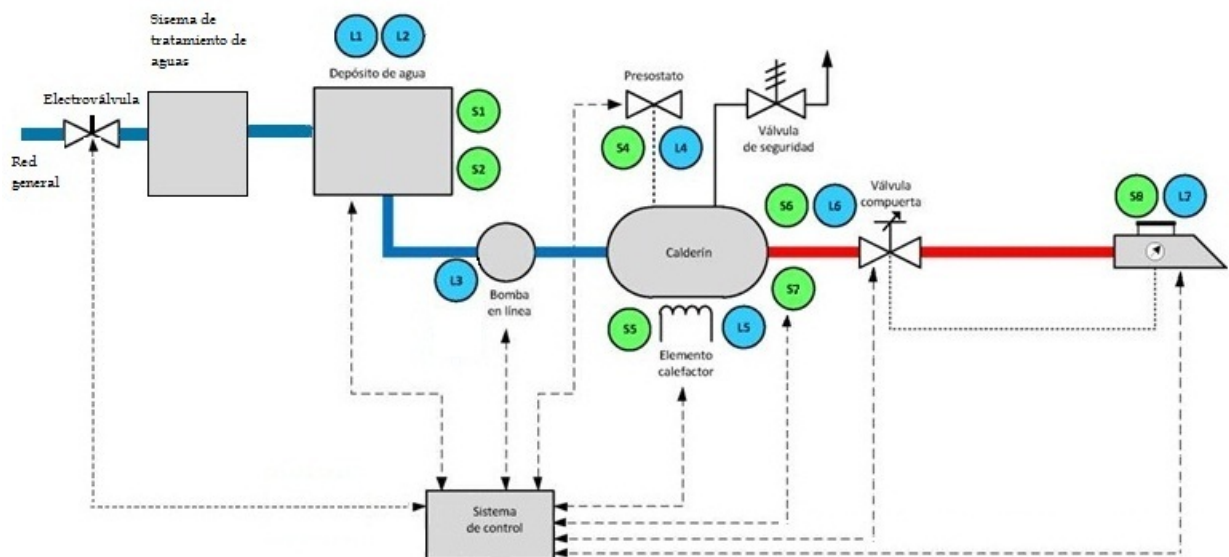 Sisema de
tratamiento de
aguas
L1 L2
Depósito de agua
Electroválvula
Red
general
S1
S2
Presostato
S4 L4
Válvula
de seguridad
S6 L6
Válvula
compuerta
S8 L7
Calderín
L3
Bomba
en línea
S7
S5 L5
Elemento
calefactor
Sistema
de control